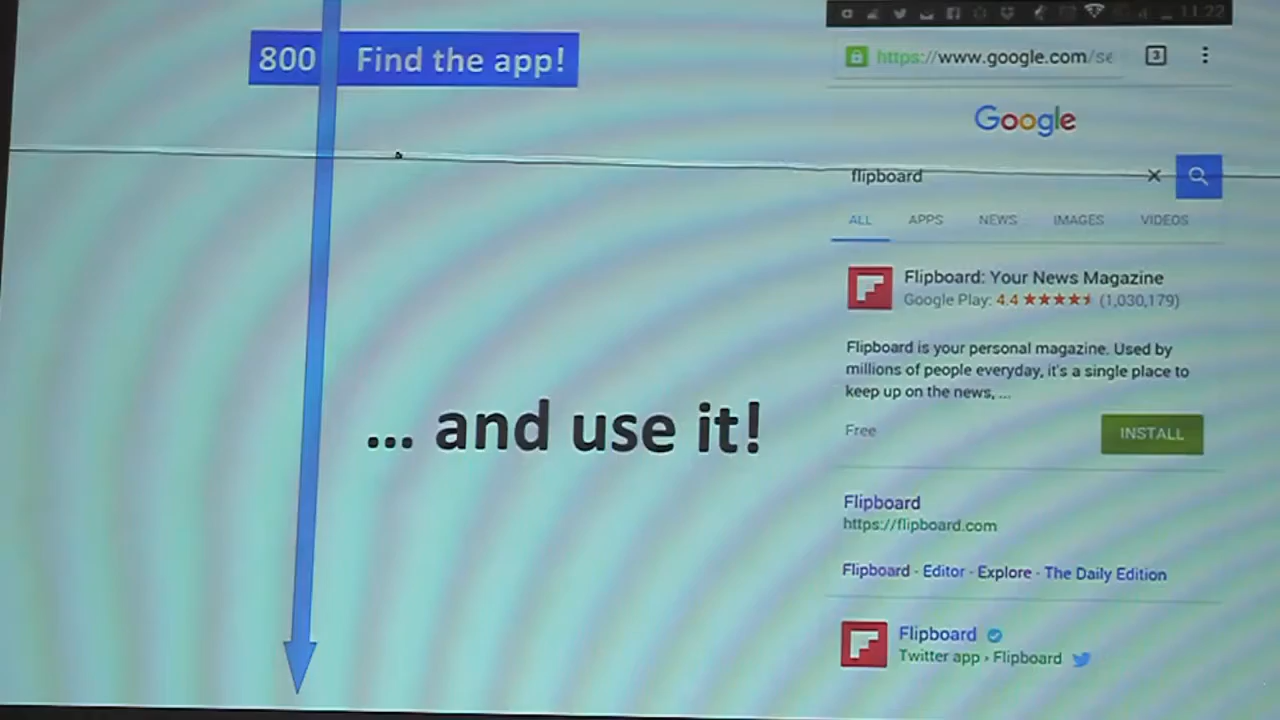 800 Find the app!
... and use it!
11:22
https://www.google.com/se
3
Google
flipboard
ALL APPS NEWS IMAGES VIDEOS
Flipboard: Your News Magazine
Google Play: 4.4 (1,030,179)
Flipboard is your personal magazine. Used by
millions of people everyday, it's a single place to
keep up on the news, ...
Free INSTALL
Flipboard
https://flipboard.com
Flipboard - Editor - Explore - The Daily Edition
Flipboard
Twitter app › Flipboard